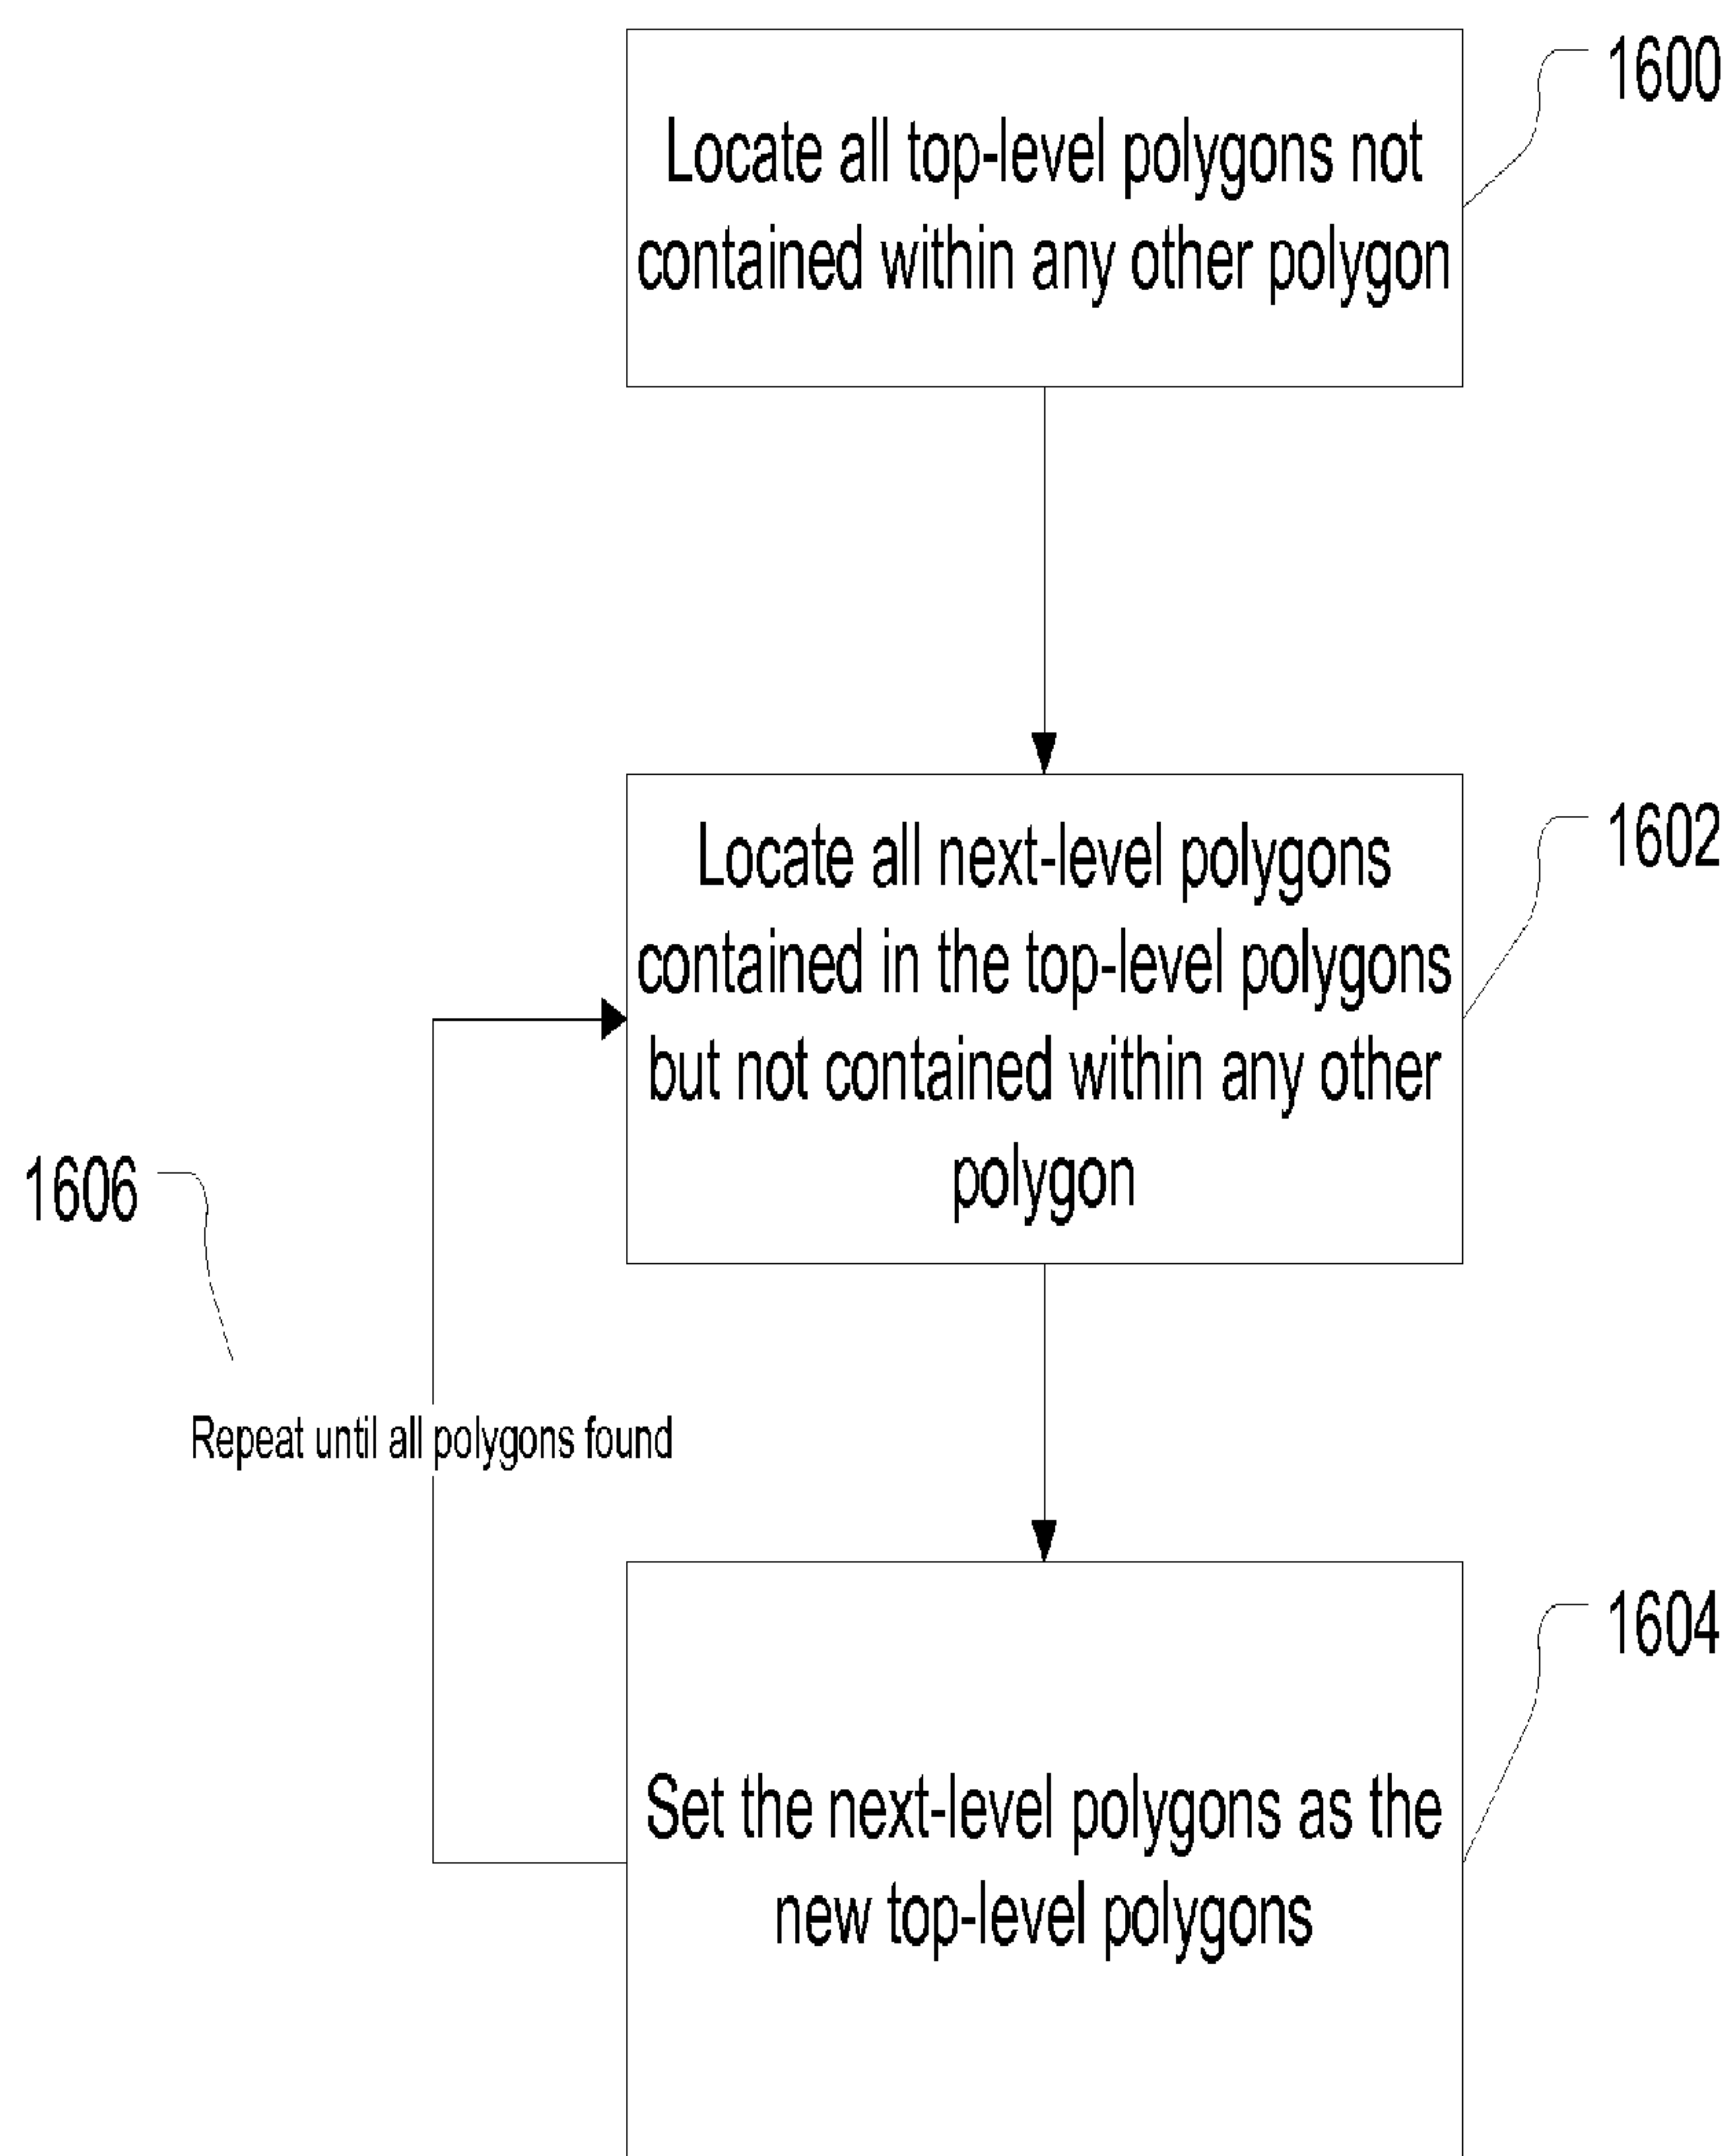 1600
Locate all top-level polygons not
contained within any other polygon
1602
Locate all next-level polygons
contained in the top-level polygons
but not contained within any other
polygon
1606
Repeat until all polygons found
1604
Set the next-level polygons as the
new top-level polygons